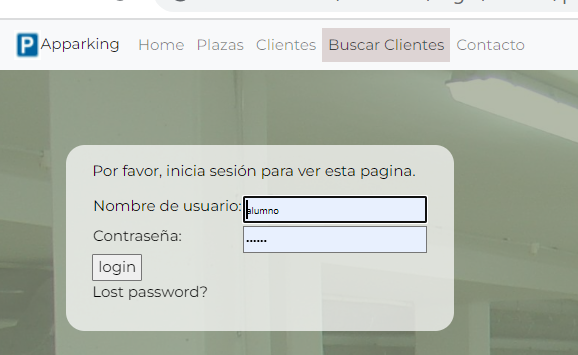 P Apparking Home Plazas Clientes Buscar Clientes Contacto
Por favor, inicia sesión para ver esta pagina.
Nombre de usuario: alumno
Contraseña: ••••••
login
Lost password?